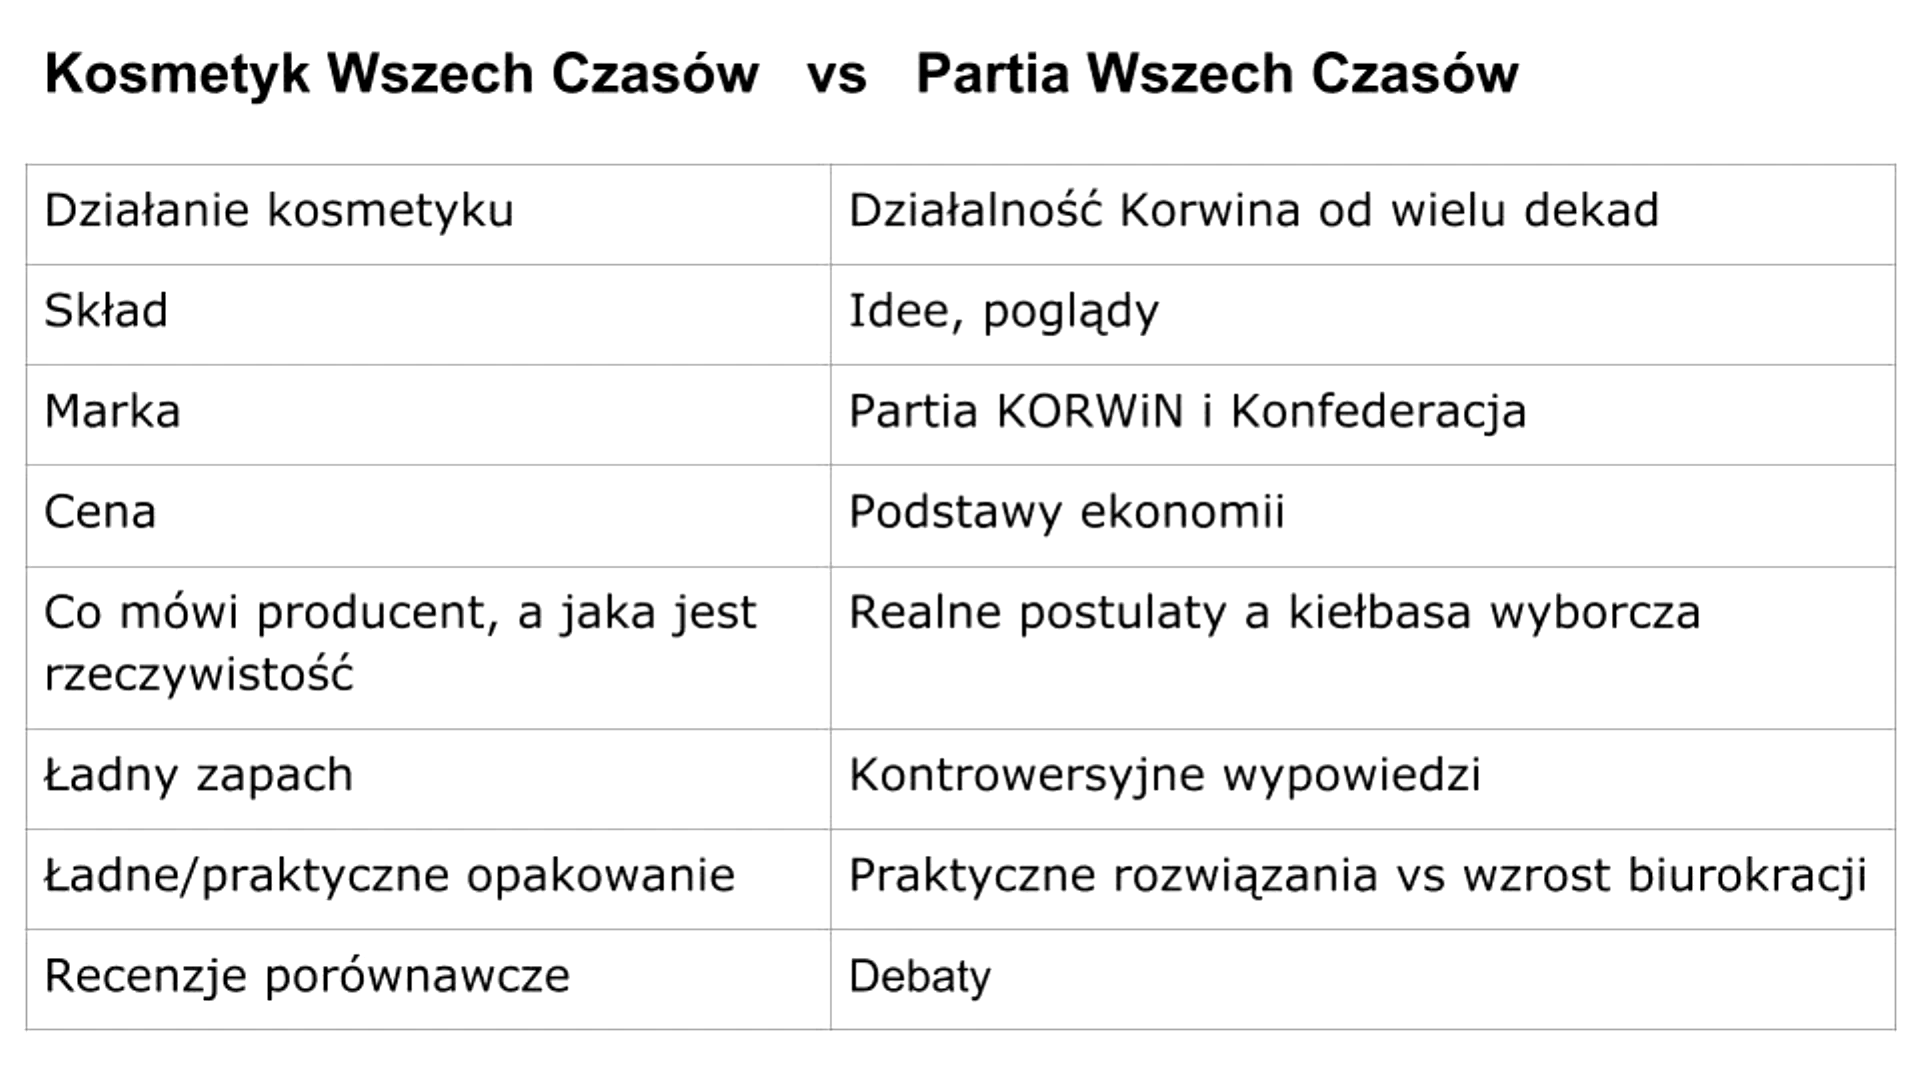 Kosmetyk Wszech Czasów vs Partia Wszech Czasów
Działanie kosmetyku
Działalność Korwina od wielu dekad
Skład
Idee, poglądy
Marka
Partia KORWiN i Konfederacja
Cena
Podstawy ekonomii
Co mówi producent, a jaka jest
rzeczywistość
Realne postulaty a kiełbasa wyborcza
Ładny zapach
Kontrowersyjne wypowiedzi
Ładne/praktyczne opakowanie
Praktyczne rozwiązania vs wzrost biurokracji
Recenzje porównawcze
Debaty